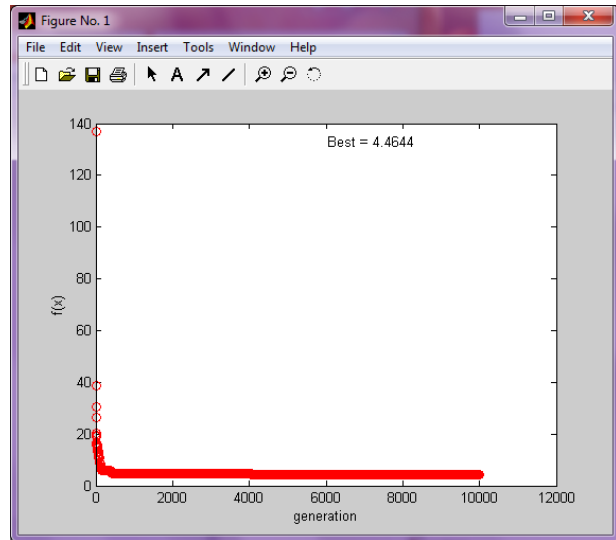 Figure No. 1
File Edit View Insert Tools Window Help
A
140
Best = 4.4644
120
100
80
f(x)
60
40
20
0
0 2000 4000 6000 8000 10000 12000
generation